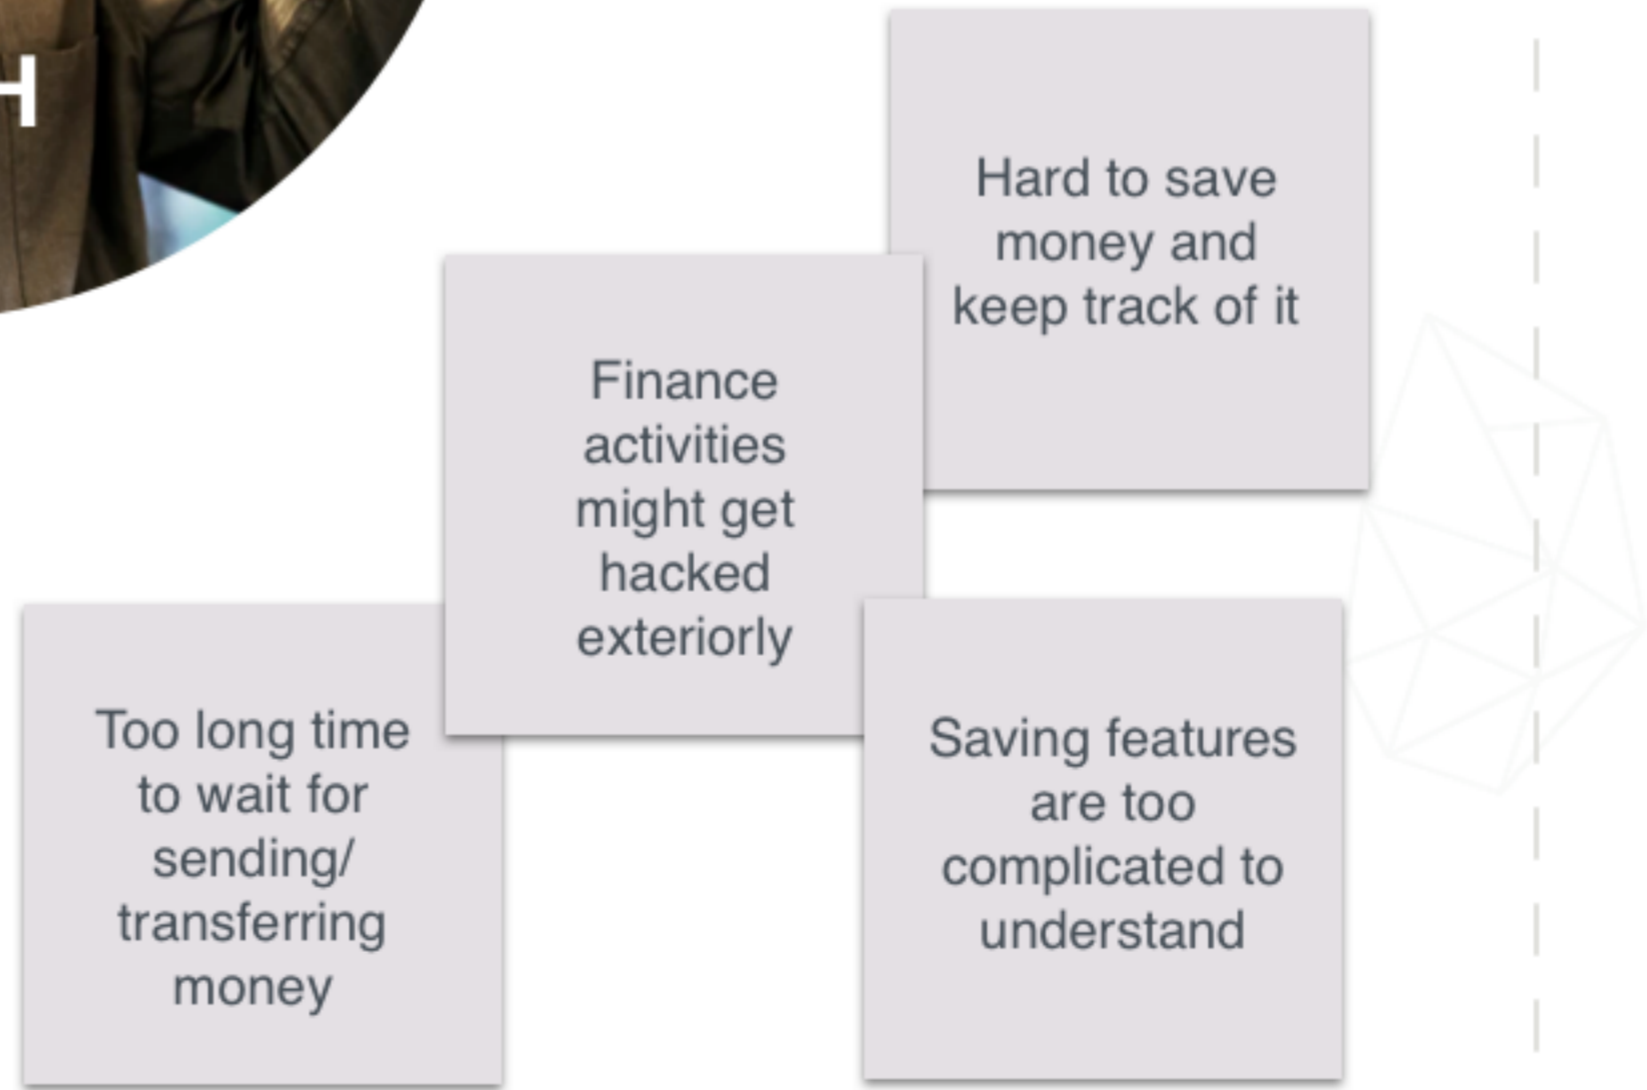 H
Hard to save
money and
keep track of it
Finance
activities
might get
hacked
exteriorly
Too long time
to wait for
sending/
transferring
money
Saving features
are too
complicated to
understand